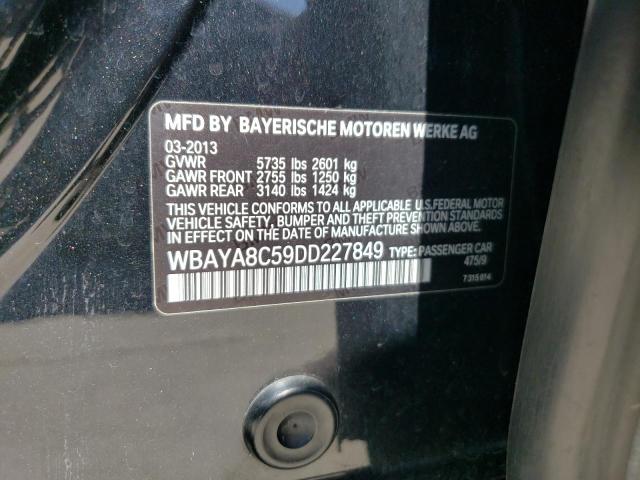 MFD BY BAYERISCHE MOTOREN WERKE AG
03-2013
GVWR 5735 lbs 2601 kg
GAWR FRONT 2755 lbs 1250 kg
GAWR REAR 3140 lbs 1424 kg
THIS VEHICLE CONFORMS TO ALL APPLICABLE U.S. FEDERAL MOTOR
VEHICLE SAFETY, BUMPER AND THEFT PREVENTION STANDARDS
IN EFFECT ON THE DATE OF MANUFACTURE SHOWN ABOVE.
WBAYA8C59DD227849 TYPE: PASSENGER CAR
475/9
7 315 014